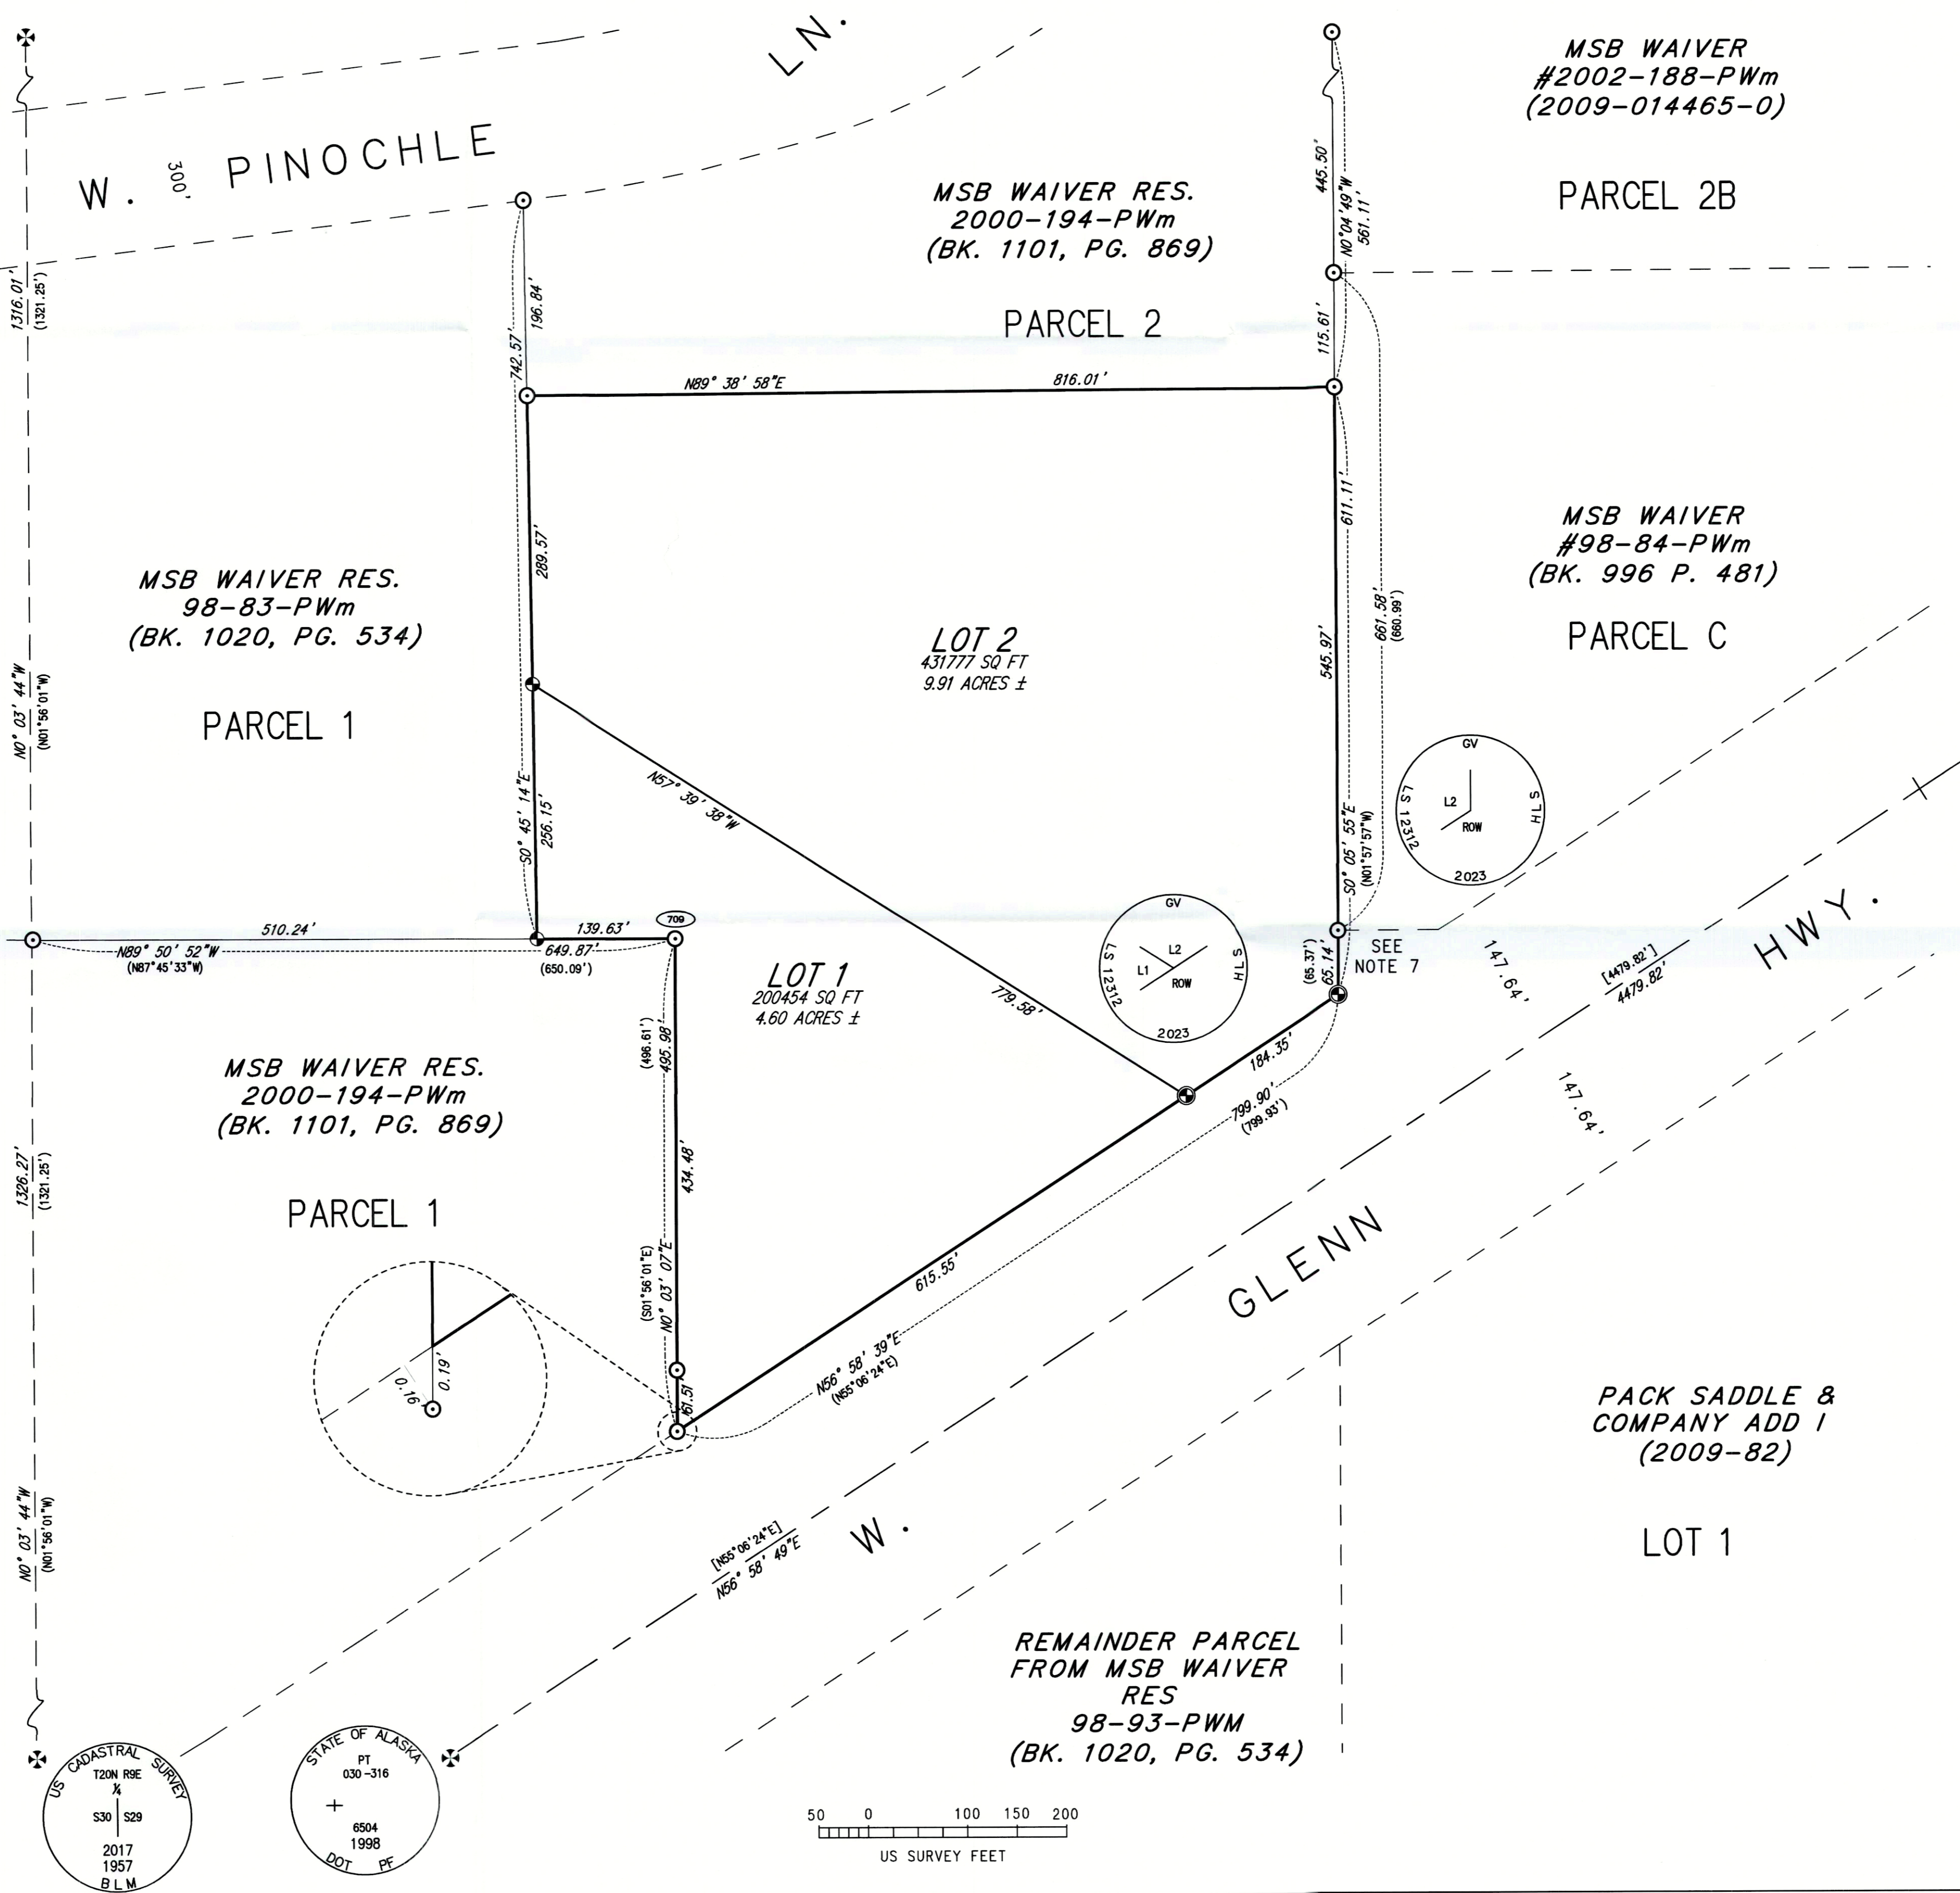 LN.
W. PINOCHLE
300'
MSB WAIVER
#2002-188-PWm
(2009-014465-0)
PARCEL 2B
MSB WAIVER RES.
2000-194-PWm
(BK. 1101, PG. 869)
PARCEL 2
445.50'
N0°04'49"W
561.11'
115.61'
1316.01'
(1321.25')
196.84'
742.57'
N89° 38' 58"E
816.01'
289.57'
611.11'
MSB WAIVER
#98-84-PWm
(BK. 996 P. 481)
PARCEL C
MSB WAIVER RES.
98-83-PWm
(BK. 1020, PG. 534)
PARCEL 1
LOT 2
431777 SQ FT
9.91 ACRES ±
545.97'
661.58'
(660.99')
N0° 03' 44"W
(N01°56'01"W)
S0° 45' 14"E
256.15'
N57° 39' 38"W
779.58'
S0° 05' 55"E
(N01°57'57"W)
GV
L2
ROW
LS 12312
HLS
2023
510.24'
N89° 50' 52"W
(N87°45'33"W)
139.63'
709
649.87'
(650.09')
LOT 1
200454 SQ FT
4.60 ACRES ±
GV
L2
L1
ROW
LS 12312
HLS
2023
(65.37')
65.14'
SEE
NOTE 7
147.64'
[4479.82']
4479.82'
HWY.
147.64'
184.35'
799.90'
(799.93')
(496.61')
495.98'
434.48'
MSB WAIVER RES.
2000-194-PWm
(BK. 1101, PG. 869)
PARCEL 1
1326.27'
(1321.25')
(S01°56'01"E)
N0° 03' 07"E
615.55'
GLENN
N56° 58' 39"E
(N55°06'24"E)
0.19'
0.16'
61.51
PACK SADDLE &
COMPANY ADD I
(2009-82)
LOT 1
N0° 03' 44"W
(N01°56'01"W)
[N55°06'24"E]
N56° 58' 49"E
W.
REMAINDER PARCEL
FROM MSB WAIVER
RES
98-93-PWM
(BK. 1020, PG. 534)
US CADASTRAL SURVEY
T20N R9E
¼
S30 S29
2017
1957
BLM
STATE OF ALASKA
PT
030-316
6504
1998
DOT PF
50 0 100 150 200
US SURVEY FEET